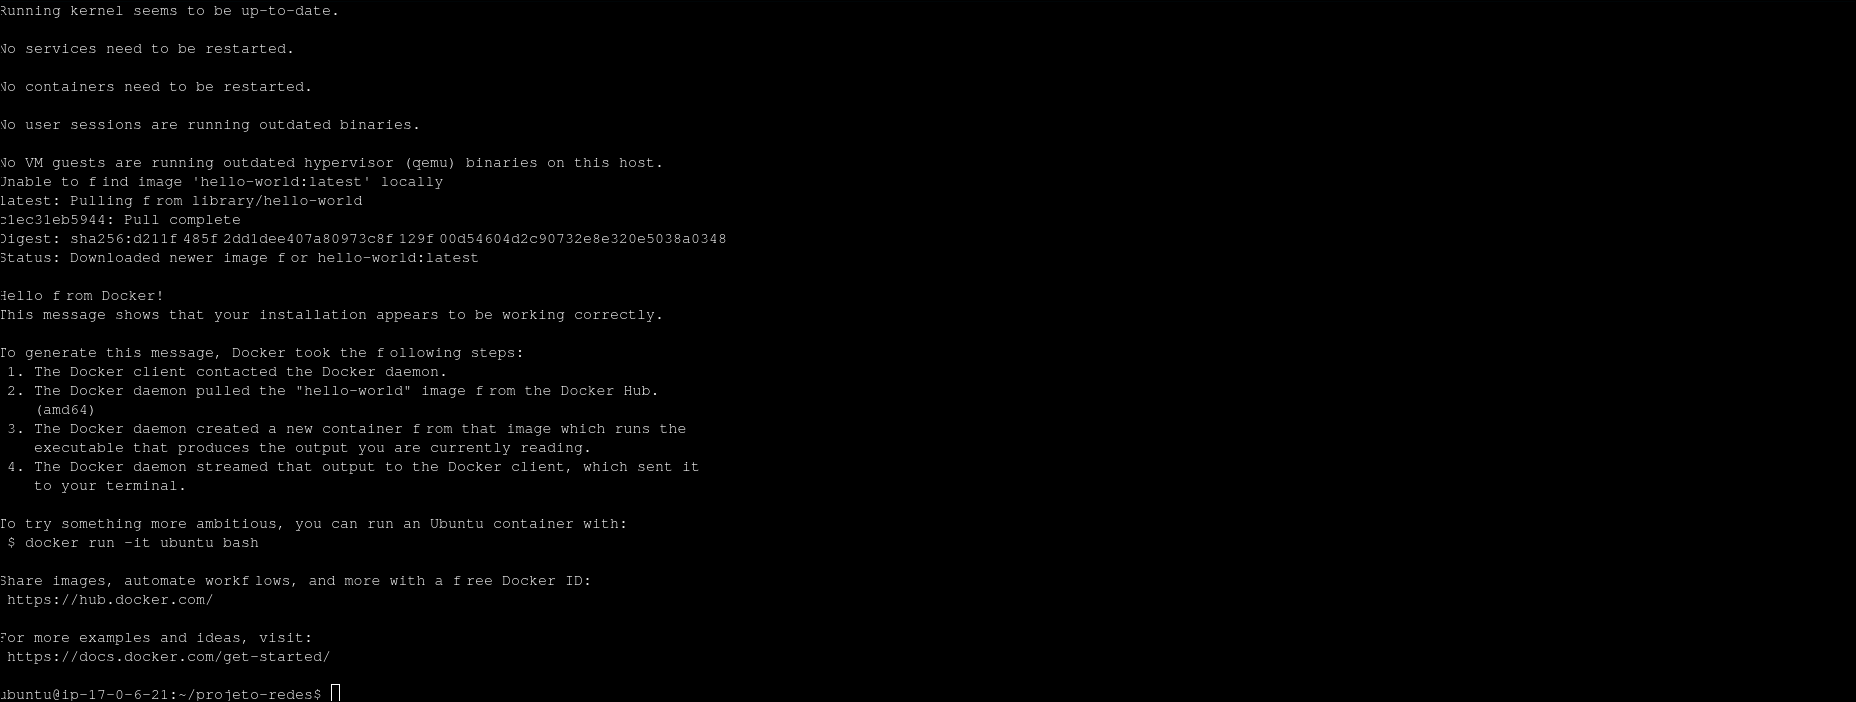 Running kernel seems to be up-to-date.
No services need to be restarted.
No containers need to be restarted.
No user sessions are running outdated binaries.
No VM guests are running outdated hypervisor (qemu) binaries on this host.
Unable to find image 'hello-world:latest' locally
latest: Pulling from library/hello-world
c1ec31eb5944: Pull complete
Digest: sha256:d211f485f2dd1dee407a80973c8f129f00d54604d2c90732e8e320e5038a0348
Status: Downloaded newer image for hello-world:latest
Hello from Docker!
This message shows that your installation appears to be working correctly.
To generate this message, Docker took the following steps:
1. The Docker client contacted the Docker daemon.
2. The Docker daemon pulled the "hello-world" image from the Docker Hub.
(amd64)
3. The Docker daemon created a new container from that image which runs the
executable that produces the output you are currently reading.
4. The Docker daemon streamed that output to the Docker client, which sent it
to your terminal.
To try something more ambitious, you can run an Ubuntu container with:
$ docker run -it ubuntu bash
Share images, automate workflows, and more with a free Docker ID:
https://hub.docker.com/
For more examples and ideas, visit:
https://docs.docker.com/get-started/
ubuntu@ip-17-0-6-21:~/projeto-redes$